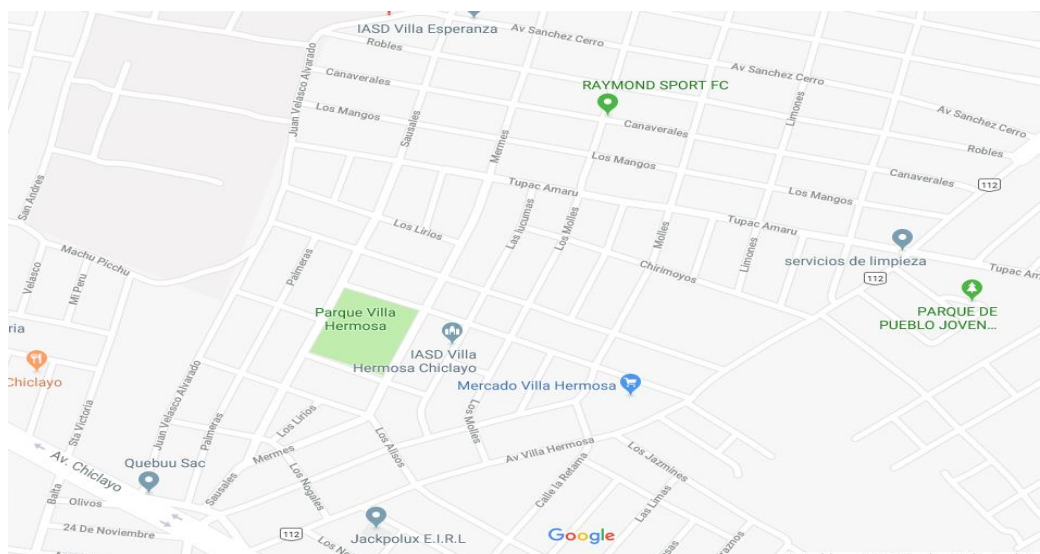 IASD Villa Esperanza
Av Sanchez Cerro
Robles
Canaverales
Los Mangos
Juan Velasco Alvarado
Sausales
RAYMOND SPORT FC
Av Sanchez Cerro
Limones
Av Sanchez Cerro
Canaverales
Robles
Mermes
Los Mangos
Canaverales
112
Los Mangos
Tupac Amaru
San Andres
Los Lirios
Las lucumas
Los Molles
Molles
Tupac Amaru
servicios de limpieza
Machu Picchu
Velasco
Mi Peru
Palmeras
Chirimoyos
Limones
112
Tupac Am
Parque Villa
Hermosa
PARQUE DE
PUEBLO JOVEN...
ria
IASD Villa
Hermosa Chiclayo
Chiclayo
Mercado Villa Hermosa
Juan Velasco Alvarado
Palmeras
Sta Victoria
Los Lirios
Los Molles
Los Alisos
Mermes
Av Villa Hermosa
Los Jazmines
Av. Chiclayo
Quebuu Sac
Sausales
Los Nogales
Calle la Retama
Las Limas
Balta
Olivos
24 De Noviembre
112
Jackpolux E.I.R.L
Google
Los No
sas
raznos